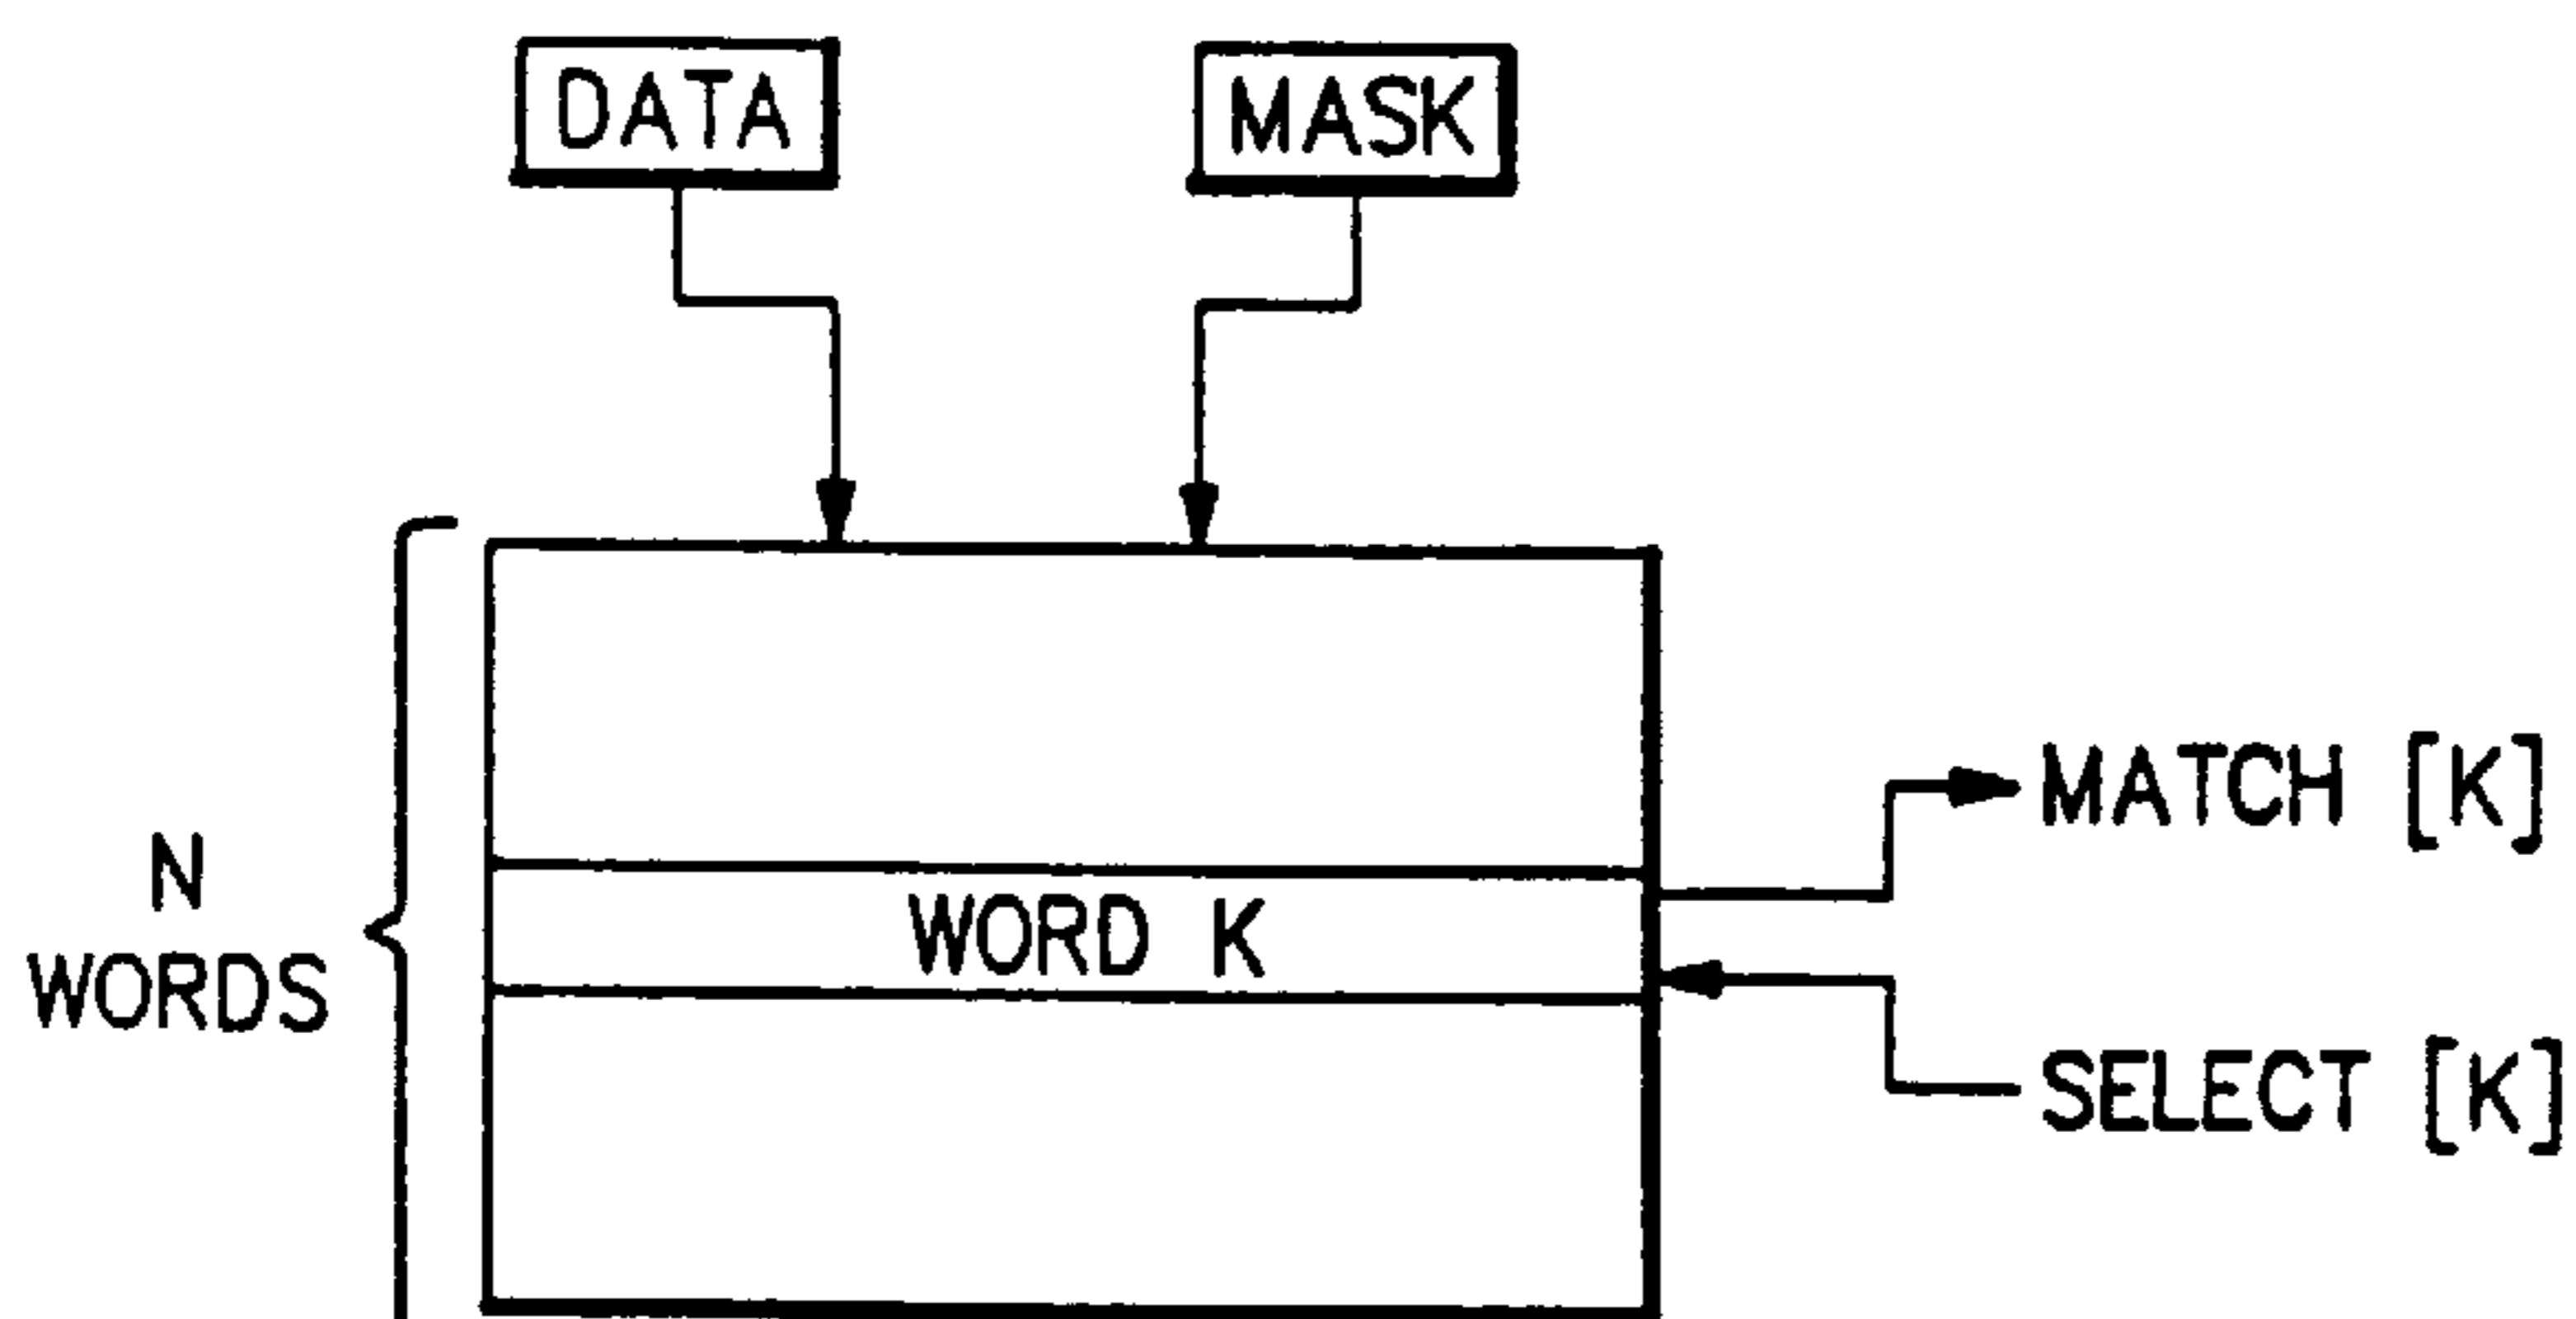 DATA
MASK
MATCH [K]
N
WORDS
WORD K
SELECT [K]